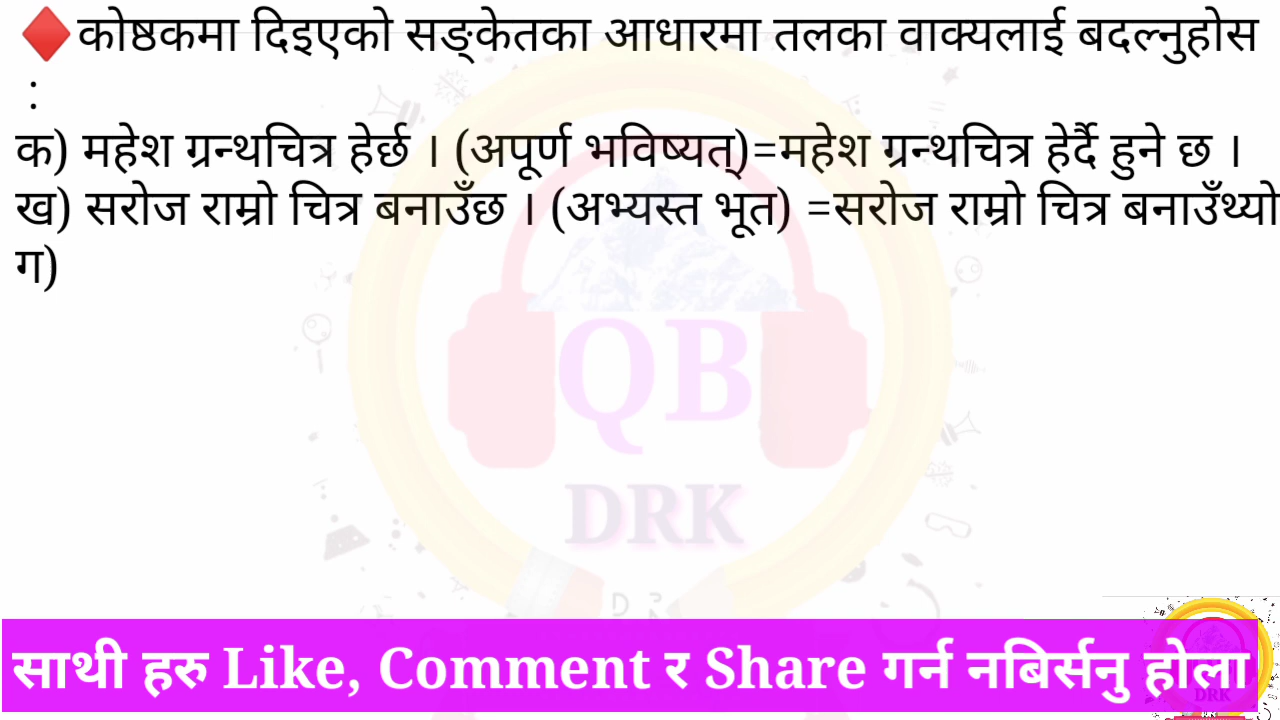 ♦कोष्ठकमा दिइएको सङ्केतका आधारमा तलका वाक्यलाई बदल्नुहोस
:
क) महेश ग्रन्थचित्र हेर्छ । (अपूर्ण भविष्यत्)=महेश ग्रन्थचित्र हेर्दै हुने छ ।
ख) सरोज राम्रो चित्र बनाउँछ । (अभ्यस्त भूत) =सरोज राम्रो चित्र बनाउँथ्यो
ग)
QB
DRK
साथी हरु Like, Comment र Share गर्न नबिर्सनु होला
DRK